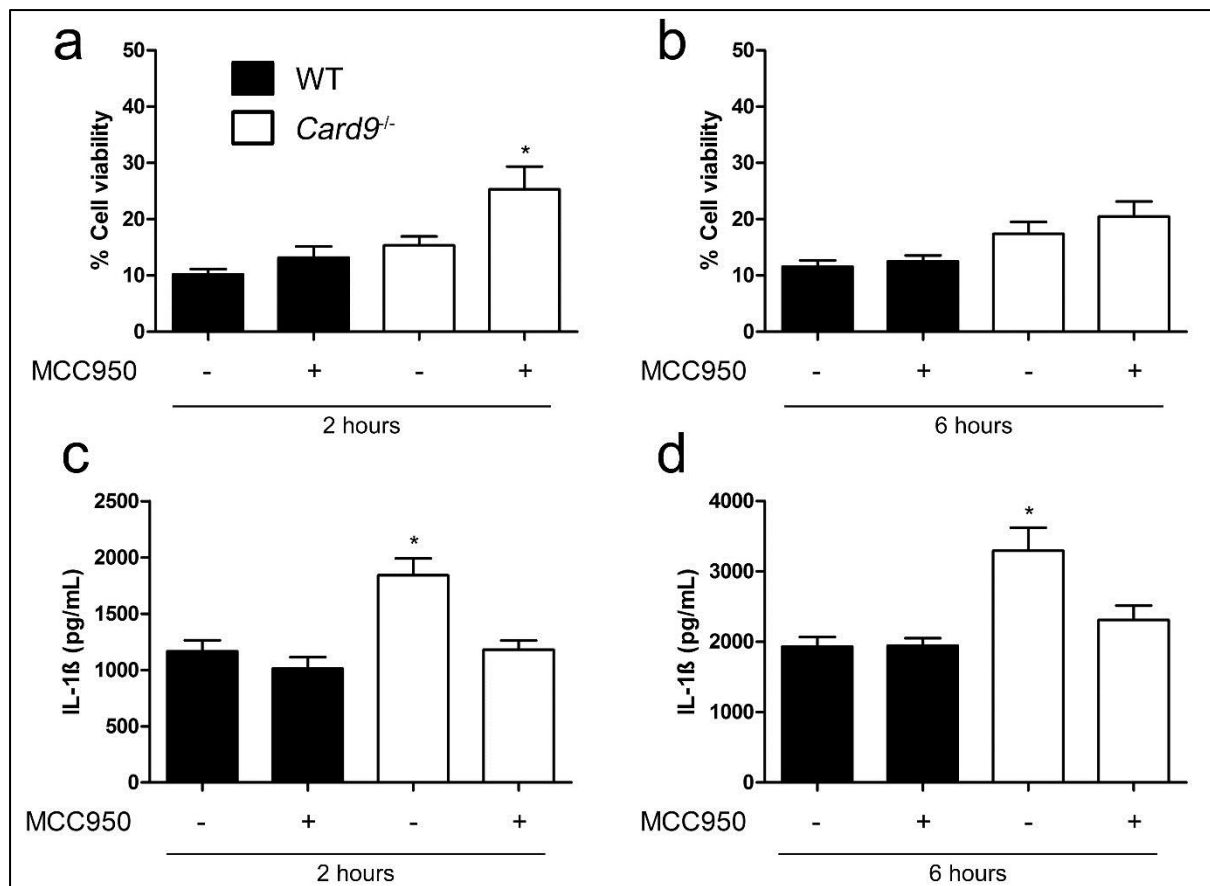 a
50
40
30
20
10
0
% Cell viability
WT
Card9-/-
*
MCC950 - + - +
2 hours
b
50
40
30
20
10
0
% Cell viability
MCC950 - + - +
6 hours
c
2500
2000
1500
1000
500
0
IL-1ß (pg/mL)
*
MCC950 - + - +
2 hours
d
4000
3000
2000
1000
0
IL-1ß (pg/mL)
*
MCC950 - + - +
6 hours